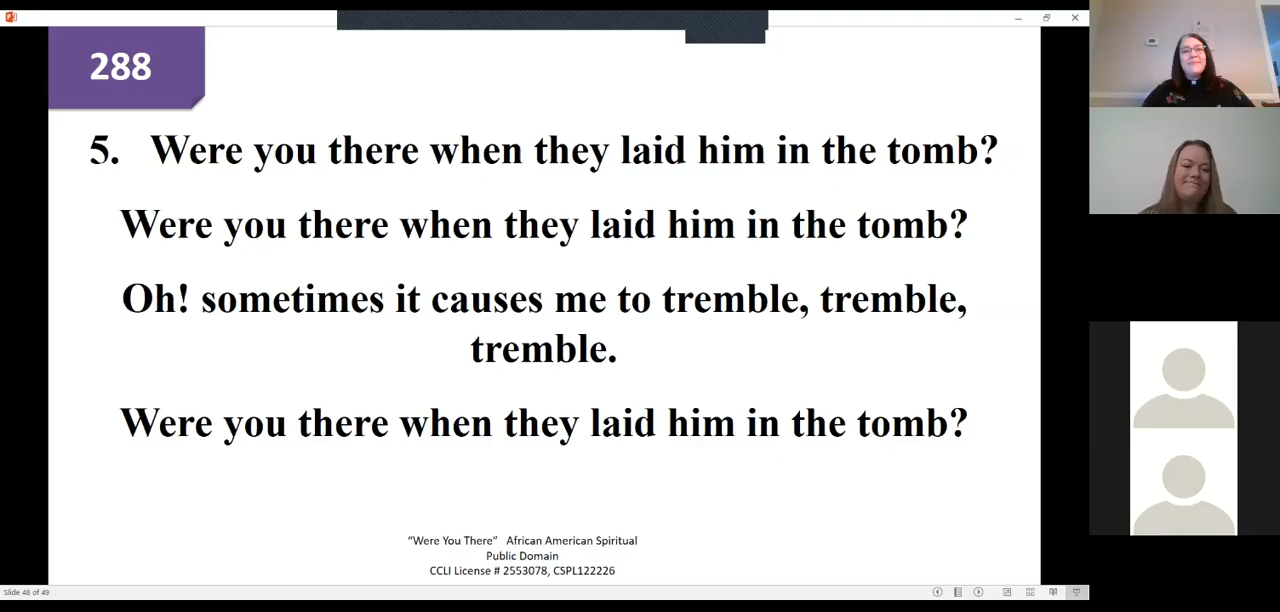 288
5. Were you there when they laid him in the tomb?
Were you there when they laid him in the tomb?
Oh! sometimes it causes me to tremble, tremble,
tremble.
Were you there when they laid him in the tomb?
“Were You There” African American Spiritual
Public Domain
CCLI License # 2553078, CSPL122226
Slide 48 of 49